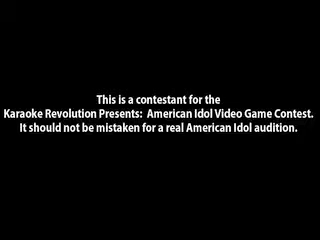 This is a contestant for the
Karaoke Revolution Presents: American Idol Video Game Contest.
It should not be mistaken for a real American Idol audition.